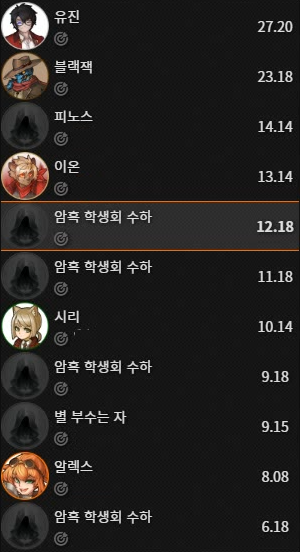 유진
27.20
블랙잭
23.18
피노스
14.14
이온
13.14
암흑 학생회 수하
12.18
암흑 학생회 수하
11.18
시리
10.14
암흑 학생회 수하
9.18
별 부수는 자
9.15
알렉스
8.08
암흑 학생회 수하
6.18